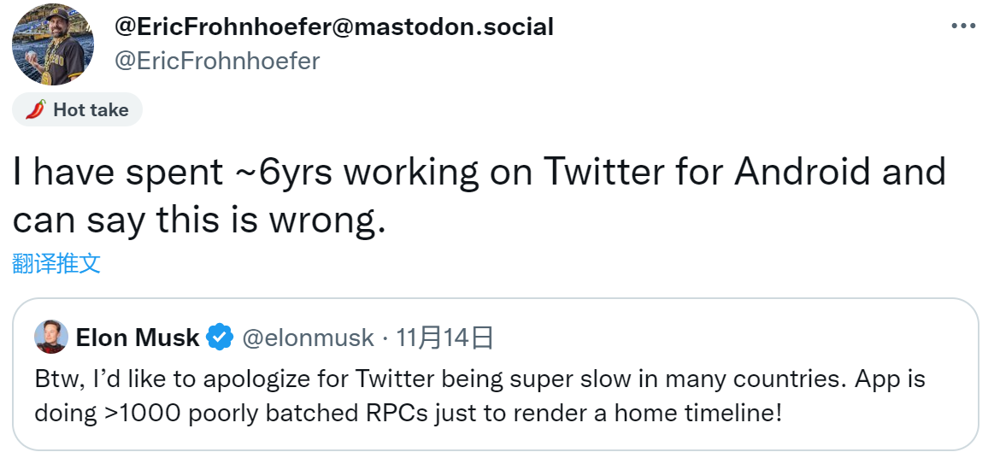 @EricFrohnhoefer@mastodon.social
@EricFrohnhoefer
Hot take
I have spent ~6yrs working on Twitter for Android and
can say this is wrong.
翻译推文
Elon Musk @elonmusk · 11月14日
Btw, I’d like to apologize for Twitter being super slow in many countries. App is
doing >1000 poorly batched RPCs just to render a home timeline!